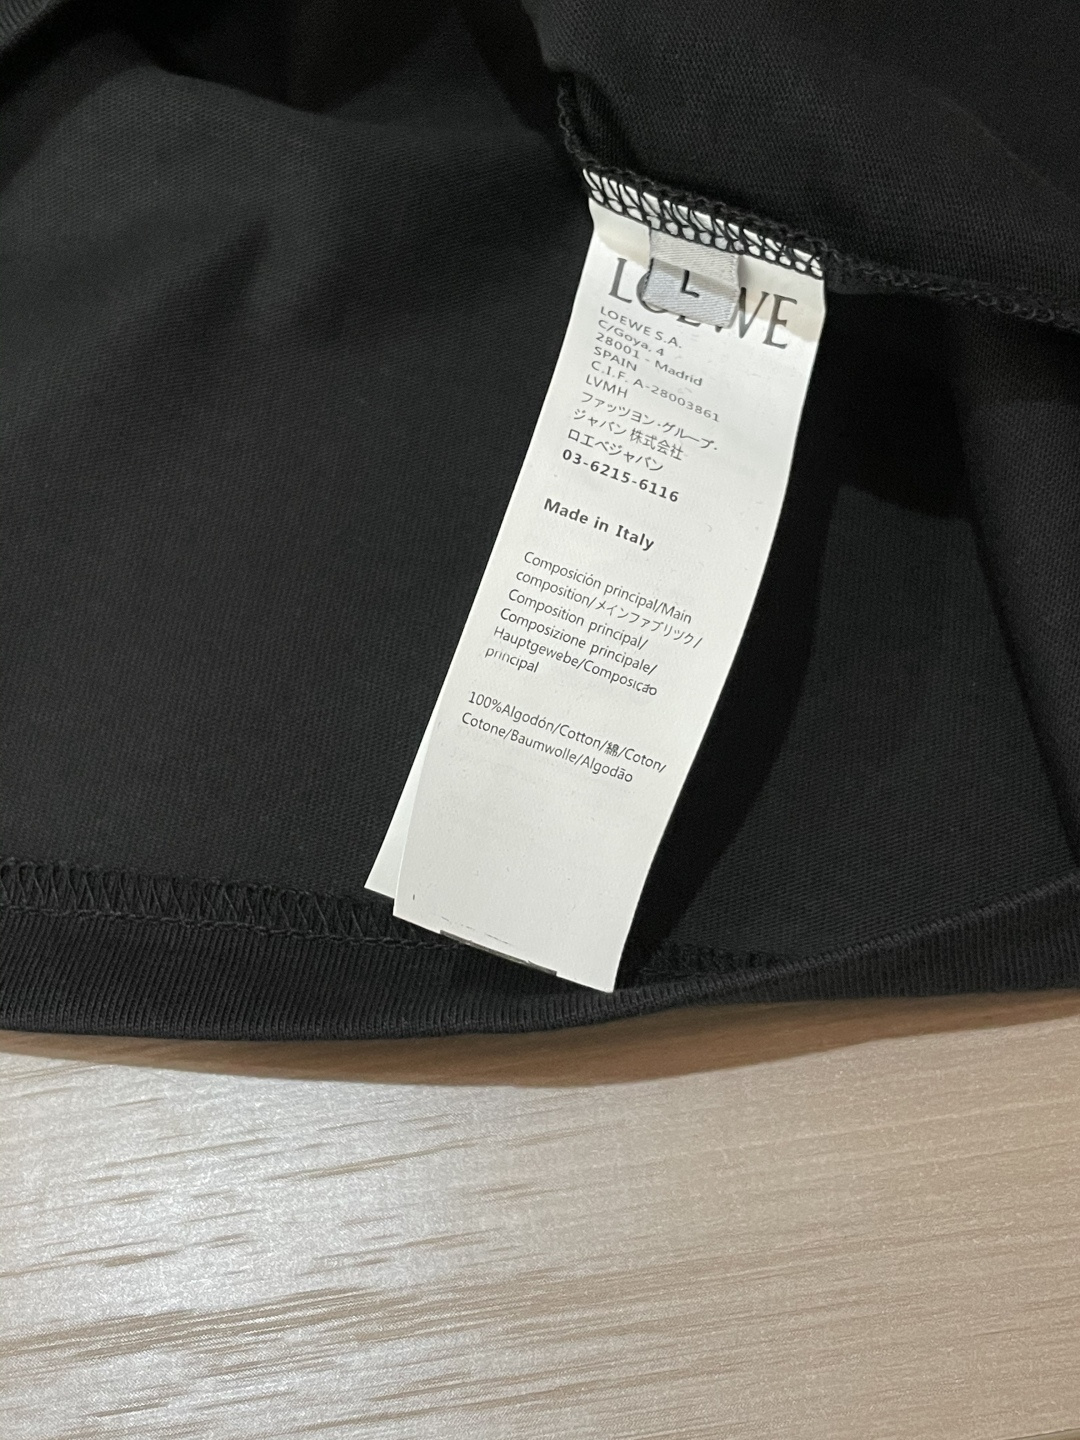 L
LOEWE
LOEWE S.A.
C/Goya, 4
28001 - Madrid
SPAIN
C.I.F. A-28003861
LVMH
ファッツヨン・グループ・
ジャパン 株式会社
ロエベジャパン
03-6215-6116
Made in Italy
Composición principal/Main
composition/メインファブリック/
Composition principal/
Composizione principale/
Hauptgewebe/Composição
principal
100%Algodón/Cotton/綿/Coton/
Cotone/Baumwolle/Algodão